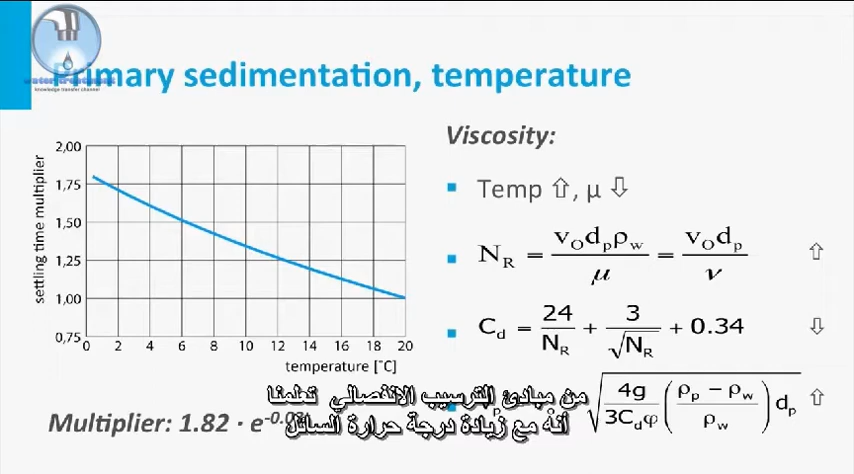 Primary sedimentation, temperature
knowledge transfer channel
Viscosity:
Temp ⇧, μ ⇩
N_R = v_O d_p ρ_w / μ = v_O d_p / ν ⇧
C_d = 24 / N_R + 3 / √N_R + 0.34 ⇩
√( 4g / 3C_d φ ( ρ_p − ρ_w / ρ_w ) d_p ) ⇧
settling time multiplier
2,00
1,75
1,50
1,25
1,00
0,75
0 2 4 6 8 10 12 14 16 18 20
temperature [˚C]
Multiplier: 1.82 · e^-0.03
من مبادئ الترسيب الانفصالي تعلمنا
أنه مع زيادة درجة حرارة السائل